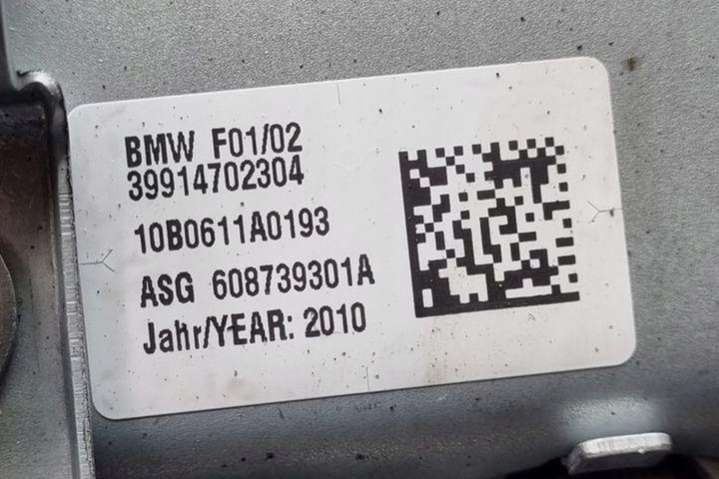 BMW F01/02
39914702304
10B0611A0193
ASG 608739301A
Jahr/YEAR: 2010